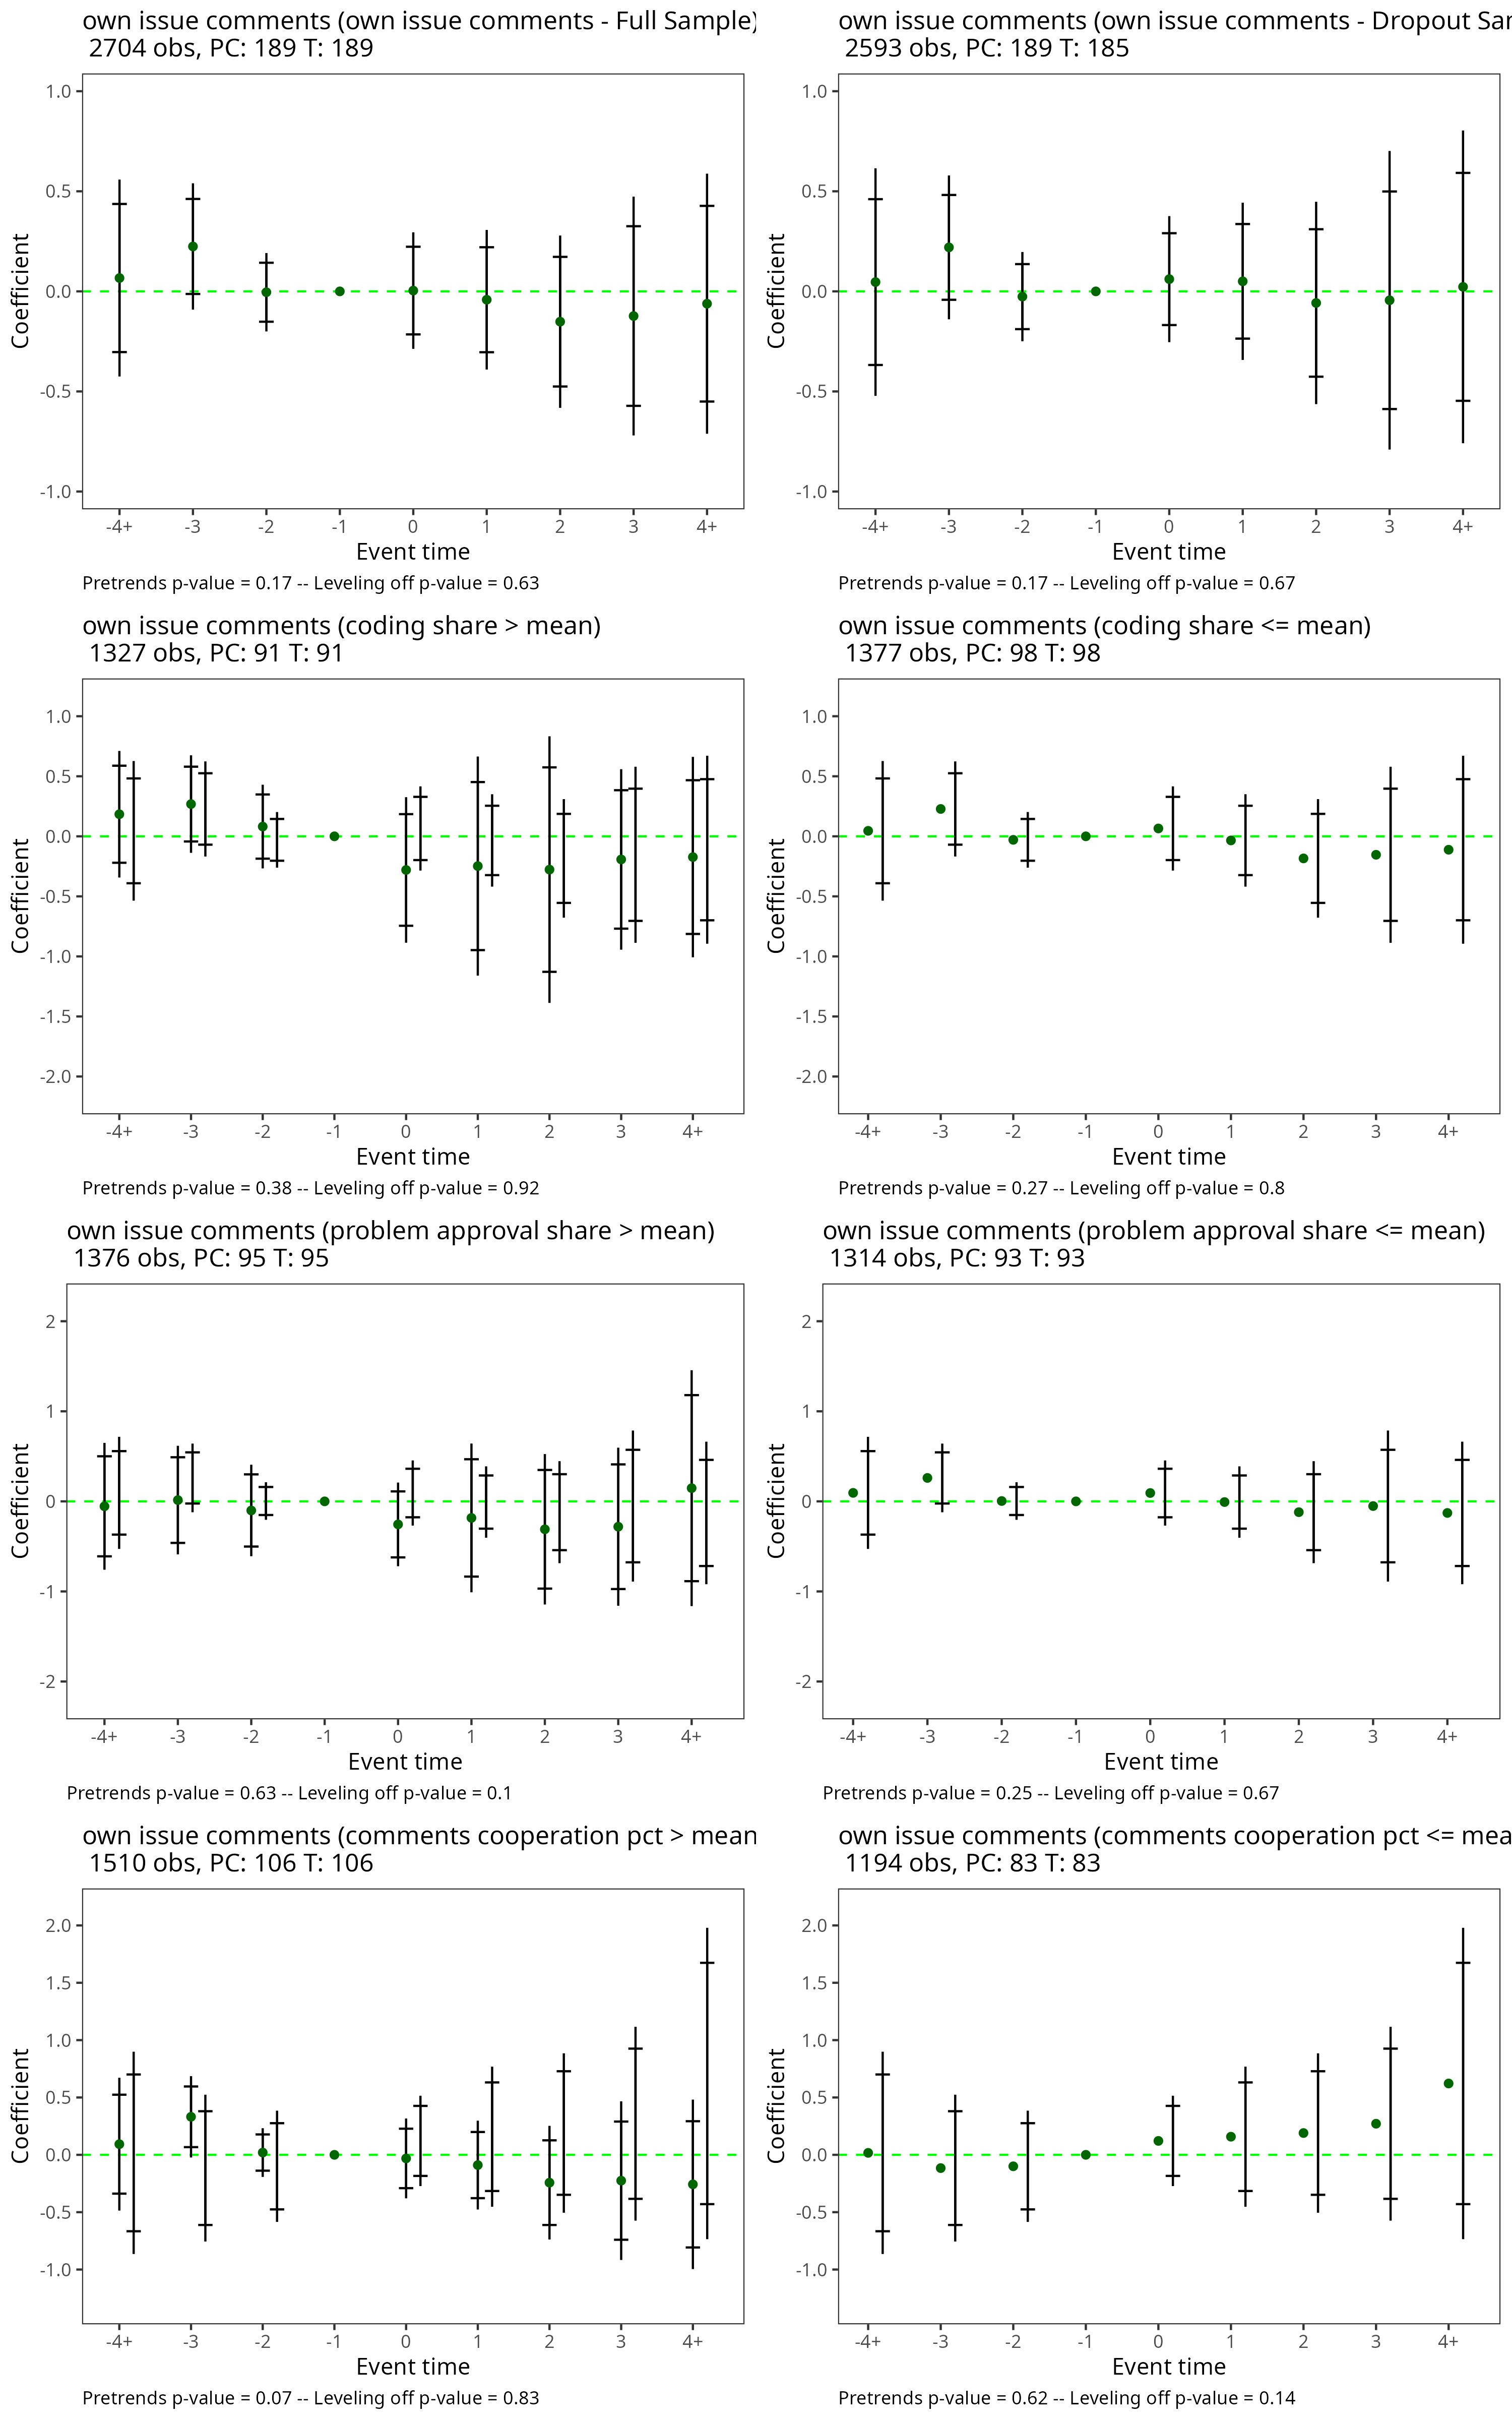 own issue comments (own issue comments - Full Sample)
2704 obs, PC: 189 T: 189
1.0
0.5
0.0
-0.5
-1.0
Coefficient
-4+ -3 -2 -1 0 1 2 3 4+
Event time
Pretrends p-value = 0.17 -- Leveling off p-value = 0.63
own issue comments (own issue comments - Dropout Sar
2593 obs, PC: 189 T: 185
1.0
0.5
0.0
-0.5
-1.0
Coefficient
-4+ -3 -2 -1 0 1 2 3 4+
Event time
Pretrends p-value = 0.17 -- Leveling off p-value = 0.67
own issue comments (coding share > mean)
1327 obs, PC: 91 T: 91
1.0
0.5
0.0
-0.5
-1.0
-1.5
-2.0
Coefficient
-4+ -3 -2 -1 0 1 2 3 4+
Event time
Pretrends p-value = 0.38 -- Leveling off p-value = 0.92
own issue comments (coding share <= mean)
1377 obs, PC: 98 T: 98
1.0
0.5
0.0
-0.5
-1.0
-1.5
-2.0
Coefficient
-4+ -3 -2 -1 0 1 2 3 4+
Event time
Pretrends p-value = 0.27 -- Leveling off p-value = 0.8
own issue comments (problem approval share > mean)
1376 obs, PC: 95 T: 95
2
1
0
-1
-2
Coefficient
-4+ -3 -2 -1 0 1 2 3 4+
Event time
Pretrends p-value = 0.63 -- Leveling off p-value = 0.1
own issue comments (problem approval share <= mean)
1314 obs, PC: 93 T: 93
2
1
0
-1
-2
Coefficient
-4+ -3 -2 -1 0 1 2 3 4+
Event time
Pretrends p-value = 0.25 -- Leveling off p-value = 0.67
own issue comments (comments cooperation pct > mean
1510 obs, PC: 106 T: 106
2.0
1.5
1.0
0.5
0.0
-0.5
-1.0
Coefficient
-4+ -3 -2 -1 0 1 2 3 4+
Event time
Pretrends p-value = 0.07 -- Leveling off p-value = 0.83
own issue comments (comments cooperation pct <= mea
1194 obs, PC: 83 T: 83
2.0
1.5
1.0
0.5
0.0
-0.5
-1.0
Coefficient
-4+ -3 -2 -1 0 1 2 3 4+
Event time
Pretrends p-value = 0.62 -- Leveling off p-value = 0.14